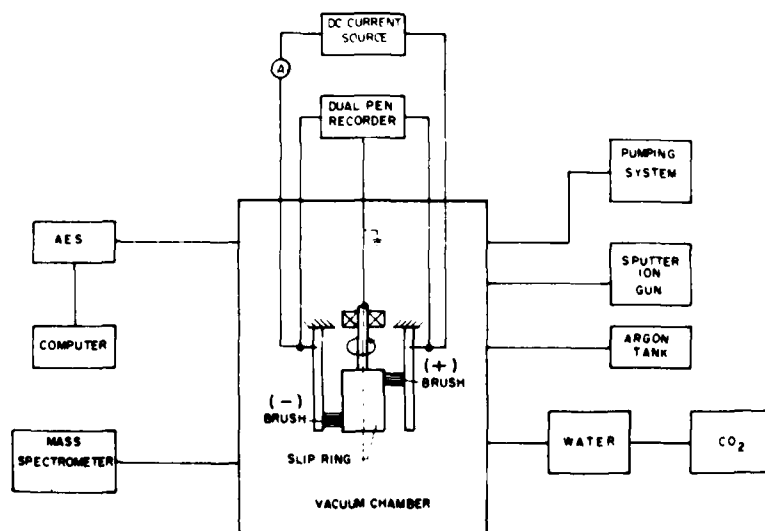 DC CURRENT
SOURCE
A
DUAL PEN
RECORDER
PUMPING
SYSTEM
AES
SPUTTER
ION
GUN
COMPUTER
ARGON
TANK
(+)
BRUSH
(-)
BRUSH
MASS
SPECTROMETER
WATER
CO2
SLIP RING
VACUUM CHAMBER